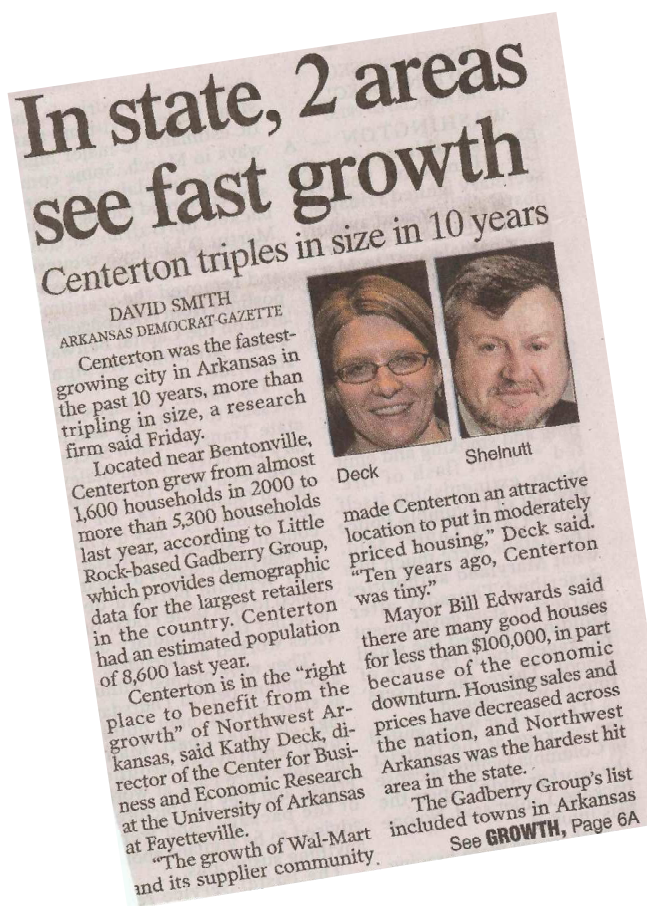 In state, 2 areas
see fast growth
Centerton triples in size in 10 years
DAVID SMITH
ARKANSAS DEMOCRAT-GAZETTE
Centerton was the fastest-
growing city in Arkansas in
the past 10 years, more than
tripling in size, a research
firm said Friday.
Located near Bentonville,
Centerton grew from almost
1,600 households in 2000 to
more than 5,300 households
last year, according to Little
Rock-based Gadberry Group,
which provides demographic
data for the largest retailers
in the country. Centerton
had an estimated population
of 8,600 last year.
Centerton is in the “right
place to benefit from the
growth” of Northwest Ar-
kansas, said Kathy Deck, di-
rector of the Center for Busi-
ness and Economic Research
at the University of Arkansas
at Fayetteville.
“The growth of Wal-Mart
and its supplier community
Deck
Shelnutt
made Centerton an attractive
location to put in moderately
priced housing,” Deck said.
“Ten years ago, Centerton
was tiny.”
Mayor Bill Edwards said
there are many good houses
for less than $100,000, in part
because of the economic
downturn. Housing sales and
prices have decreased across
the nation, and Northwest
Arkansas was the hardest hit
area in the state.
The Gadberry Group’s list
included towns in Arkansas
See GROWTH, Page 6A